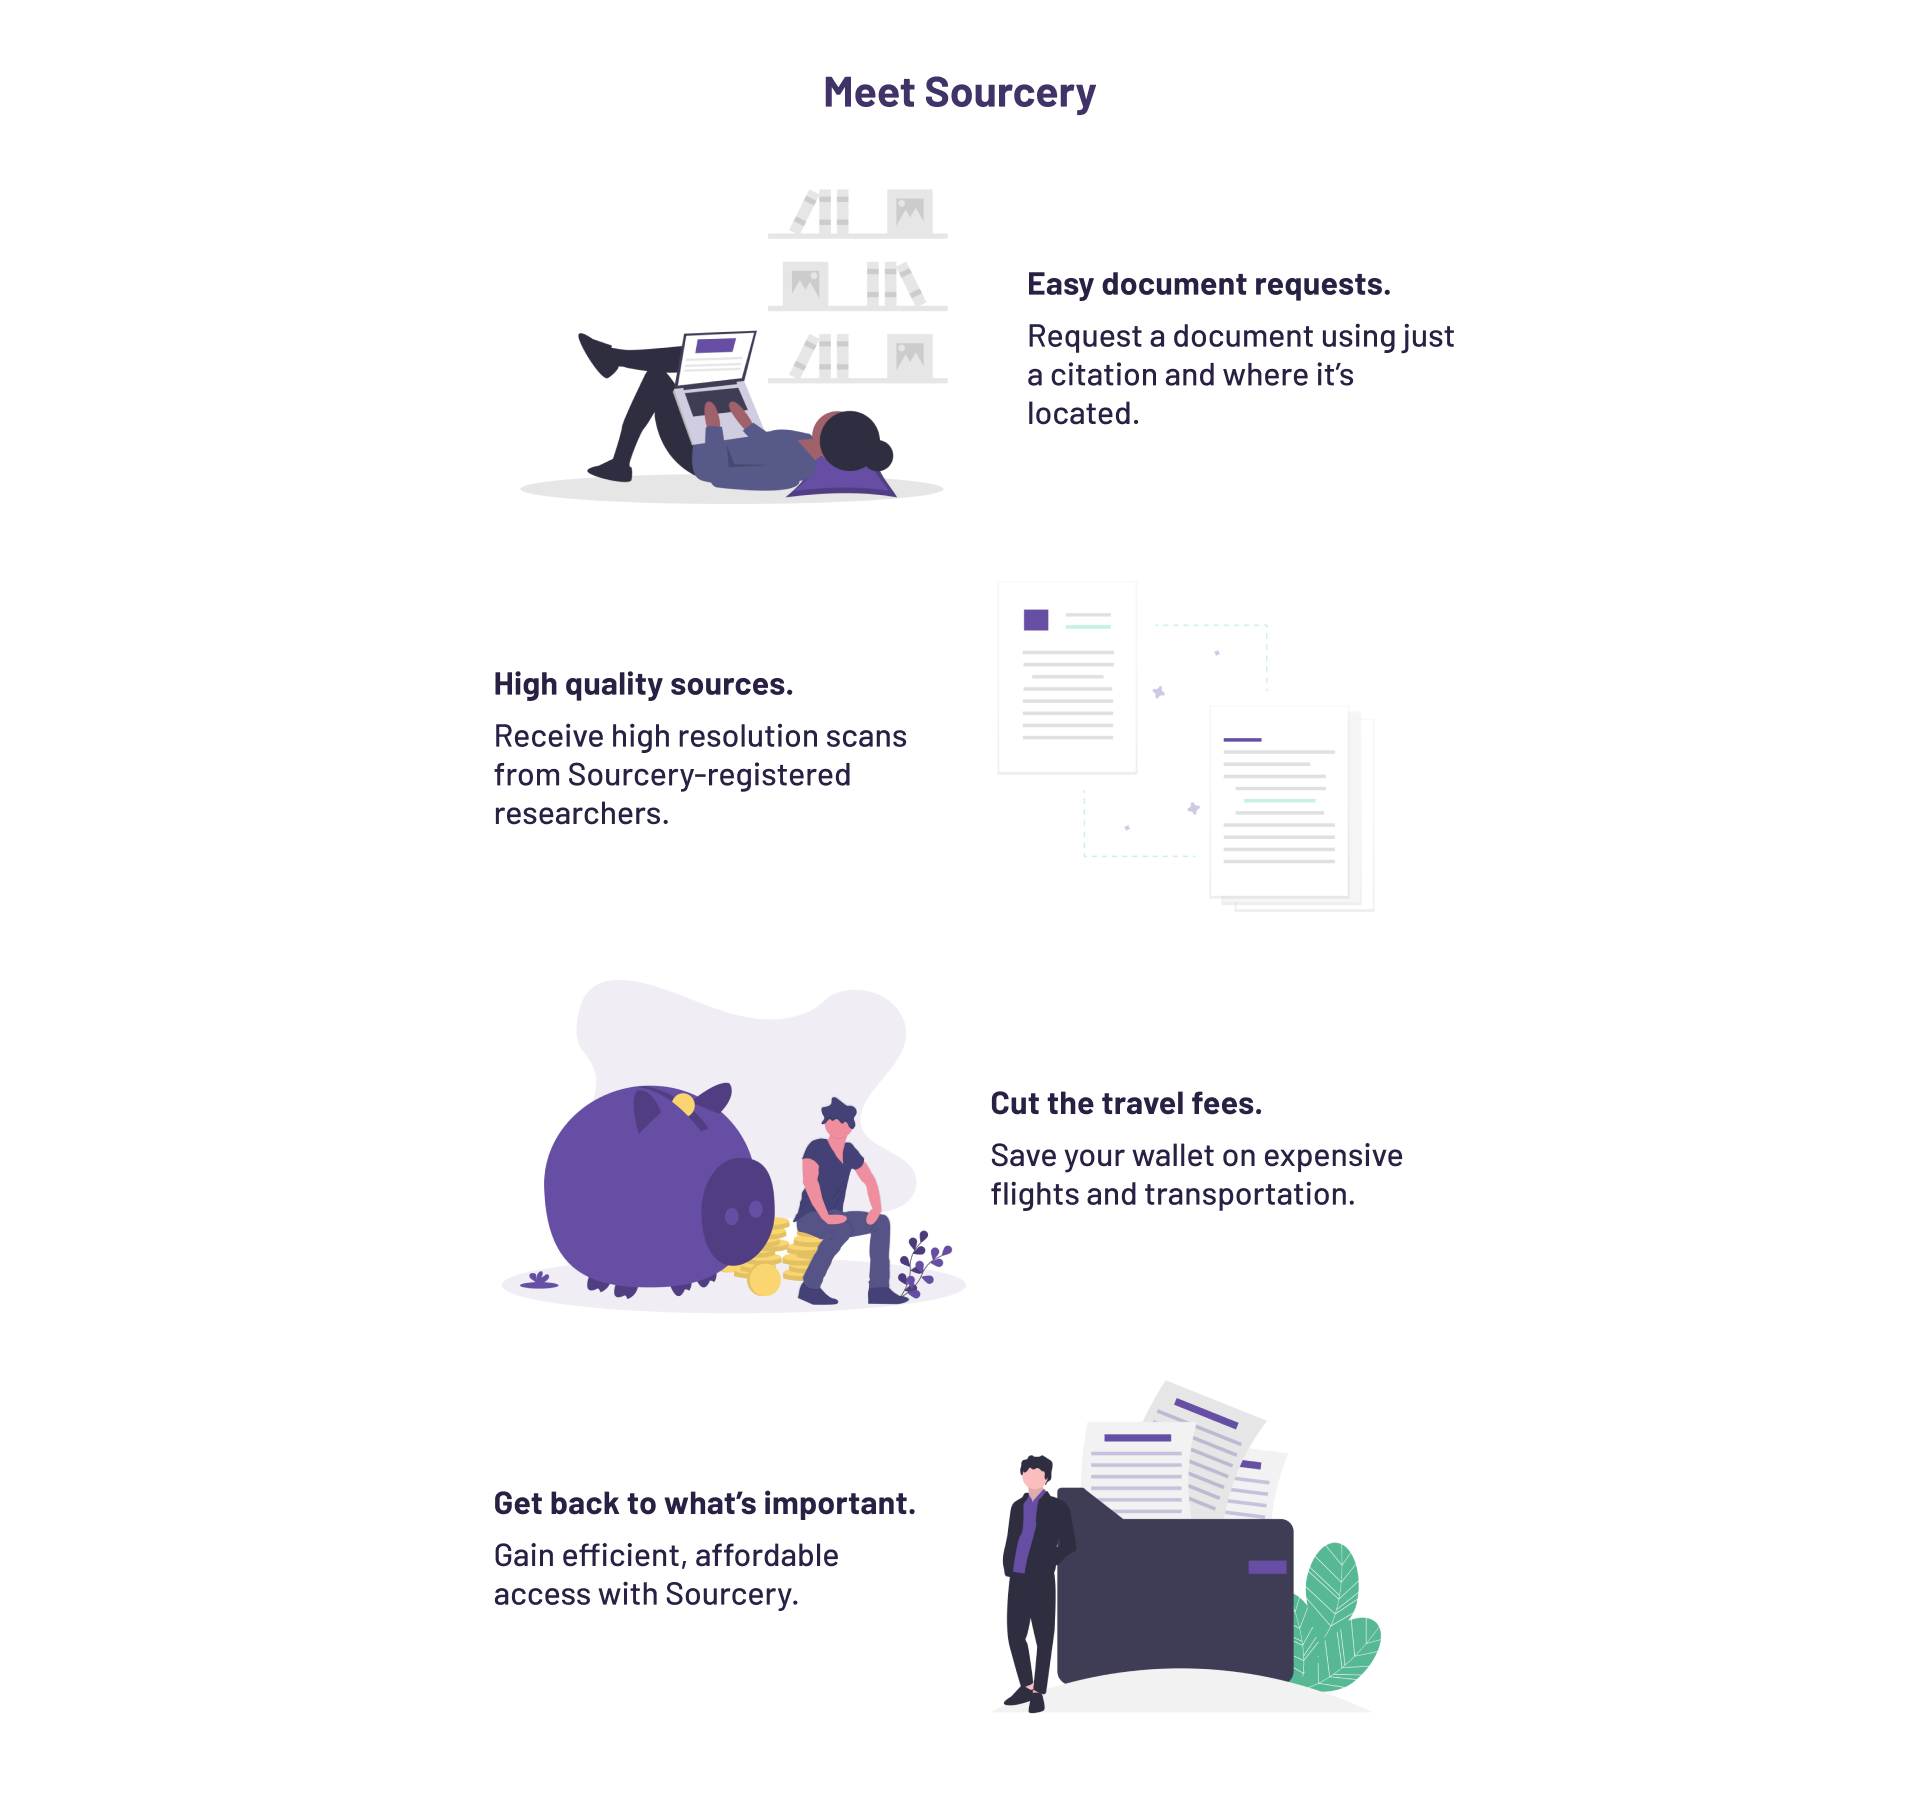 Meet Sourcery
Easy document requests.
Request a document using just
a citation and where it’s
located.
High quality sources.
Receive high resolution scans
from Sourcery-registered
researchers.
Cut the travel fees.
Save your wallet on expensive
flights and transportation.
Get back to what’s important.
Gain efficient, affordable
access with Sourcery.